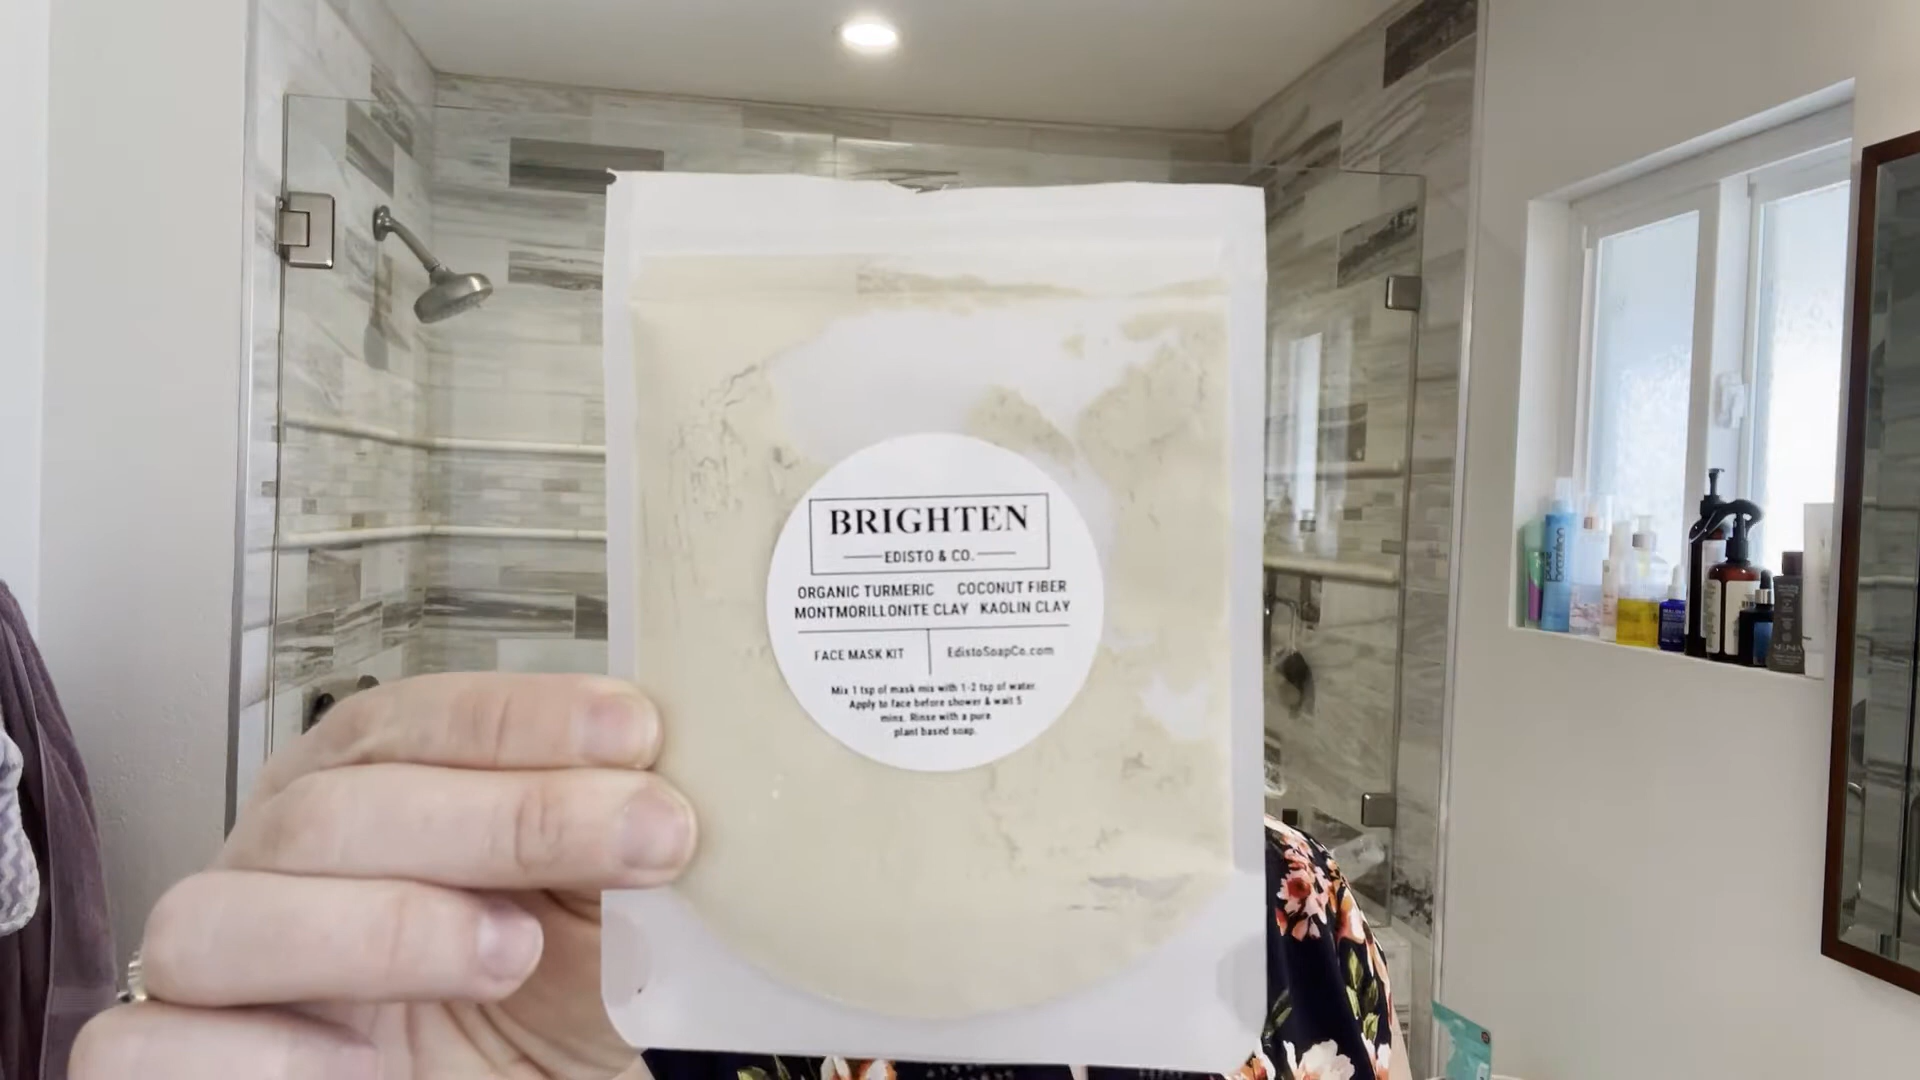 BRIGHTEN
EDISTO & CO.
ORGANIC TURMERIC COCONUT FIBER
MONTMORILLONITE CLAY KAOLIN CLAY
FACE MASK KIT
EdistoSoapCo.com
Mix 1 tsp of mask mix with 1-2 tsp of water.
Apply to face before shower & wait 5
mins. Rinse with a pure
plant based soap.